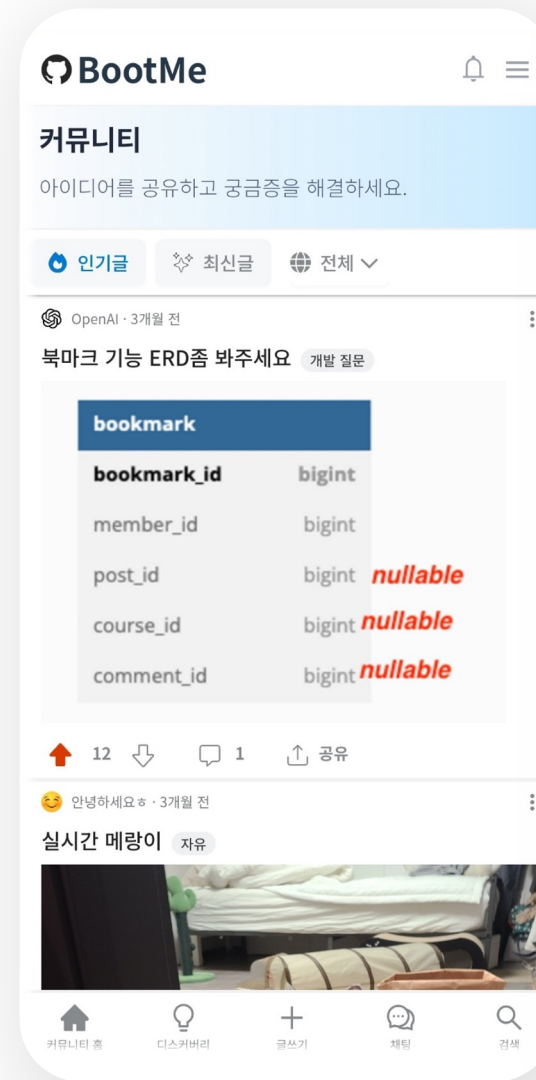 BootMe
커뮤니티
아이디어를 공유하고 궁금증을 해결하세요.
인기글 최신글 전체
OpenAI · 3개월 전
북마크 기능 ERD좀 봐주세요 개발 질문
bookmark
bookmark_id bigint
member_id bigint
post_id bigint nullable
course_id bigint nullable
comment_id bigint nullable
12 1 공유
안녕하세요ㅎ · 3개월 전
실시간 메랑이 자유
커뮤니티 홈 디스커버리 글쓰기 채팅 검색